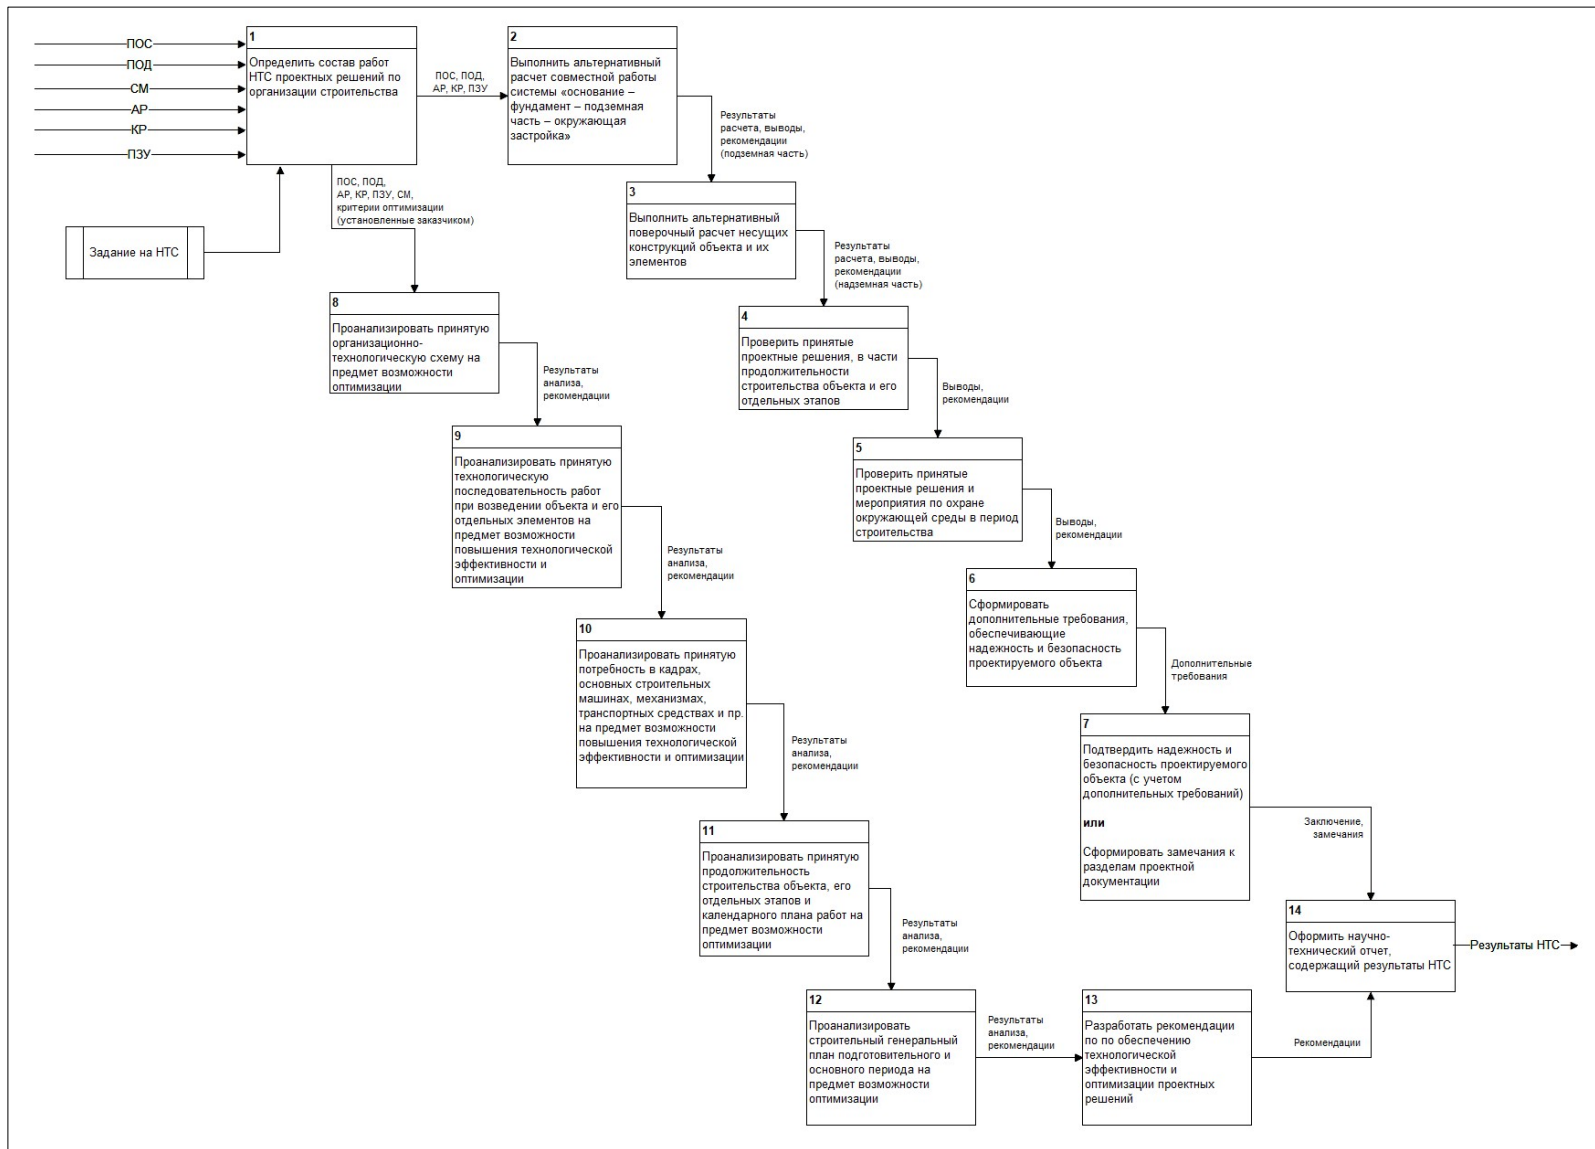 ПОС
ПОД
СМ
АР
КР
ПЗУ
Задание на НТС
1
Определить состав работ
НТС проектных решений по
организации строительства
ПОС, ПОД,
АР, КР, ПЗУ
2
Выполнить альтернативный
расчет совместной работы
системы «основание –
фундамент – подземная
часть – окружающая
застройка»
Результаты
расчета, выводы,
рекомендации
(подземная часть)
3
Выполнить альтернативный
поверочный расчет несущих
конструкций объекта и их
элементов
Результаты
расчета, выводы,
рекомендации
(надземная часть)
4
Проверить принятые
проектные решения, в части
продолжительности
строительства объекта и его
отдельных этапов
Выводы,
рекомендации
5
Проверить принятые
проектные решения и
мероприятия по охране
окружающей среды в период
строительства
Выводы,
рекомендации
6
Сформировать
дополнительные требования,
обеспечивающие
надежность и безопасность
проектируемого объекта
Дополнительные
требования
7
Подтвердить надежность и
безопасность проектируемого
объекта (с учетом
дополнительных требований)
или
Сформировать замечания к
разделам проектной
документации
Заключение,
замечания
ПОС, ПОД,
АР, КР, ПЗУ, СМ,
критерии оптимизации
(установленные заказчиком)
8
Проанализировать принятую
организационно-
технологическую схему на
предмет возможности
оптимизации
Результаты
анализа,
рекомендации
9
Проанализировать принятую
технологическую
последовательность работ
при возведении объекта и его
отдельных элементов на
предмет возможности
повышения технологической
эффективности и
оптимизации
Результаты
анализа,
рекомендации
10
Проанализировать принятую
потребность в кадрах,
основных строительных
машинах, механизмах,
транспортных средствах и пр.
на предмет возможности
повышения технологической
эффективности и оптимизации
Результаты
анализа,
рекомендации
11
Проанализировать принятую
продолжительность
строительства объекта, его
отдельных этапов и
календарного плана работ на
предмет возможности
оптимизации
Результаты
анализа,
рекомендации
12
Проанализировать
строительный генеральный
план подготовительного и
основного периода на
предмет возможности
оптимизации
Результаты
анализа,
рекомендации
13
Разработать рекомендации
по по обеспечению
технологической
эффективности и
оптимизации проектных
решений
Рекомендации
14
Оформить научно-
технический отчет,
содержащий результаты НТС
Результаты НТС